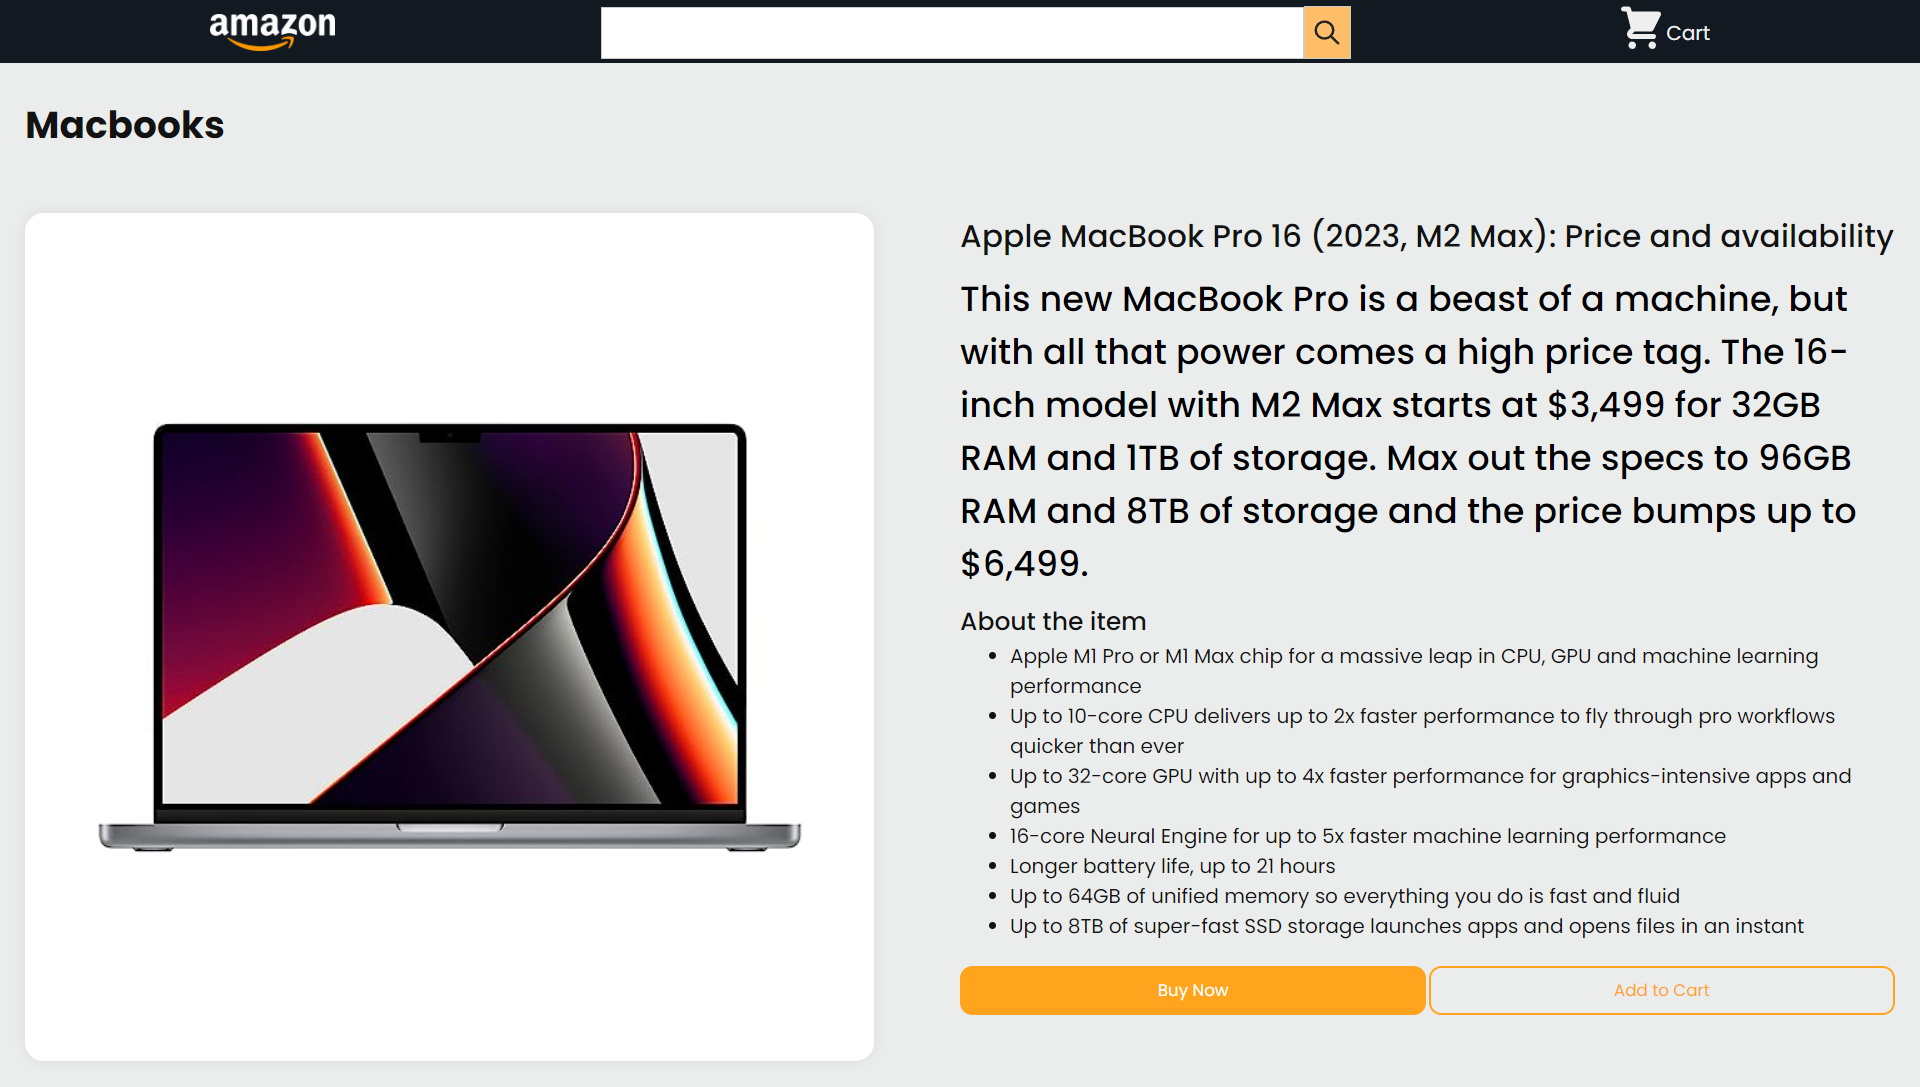 amazon
Cart
Macbooks
Apple MacBook Pro 16 (2023, M2 Max): Price and availability
This new MacBook Pro is a beast of a machine, but
with all that power comes a high price tag. The 16-
inch model with M2 Max starts at $3,499 for 32GB
RAM and 1TB of storage. Max out the specs to 96GB
RAM and 8TB of storage and the price bumps up to
$6,499.
About the item
Apple M1 Pro or M1 Max chip for a massive leap in CPU, GPU and machine learning
performance
Up to 10-core CPU delivers up to 2x faster performance to fly through pro workflows
quicker than ever
Up to 32-core GPU with up to 4x faster performance for graphics-intensive apps and
games
16-core Neural Engine for up to 5x faster machine learning performance
Longer battery life, up to 21 hours
Up to 64GB of unified memory so everything you do is fast and fluid
Up to 8TB of super-fast SSD storage launches apps and opens files in an instant
Buy Now
Add to Cart